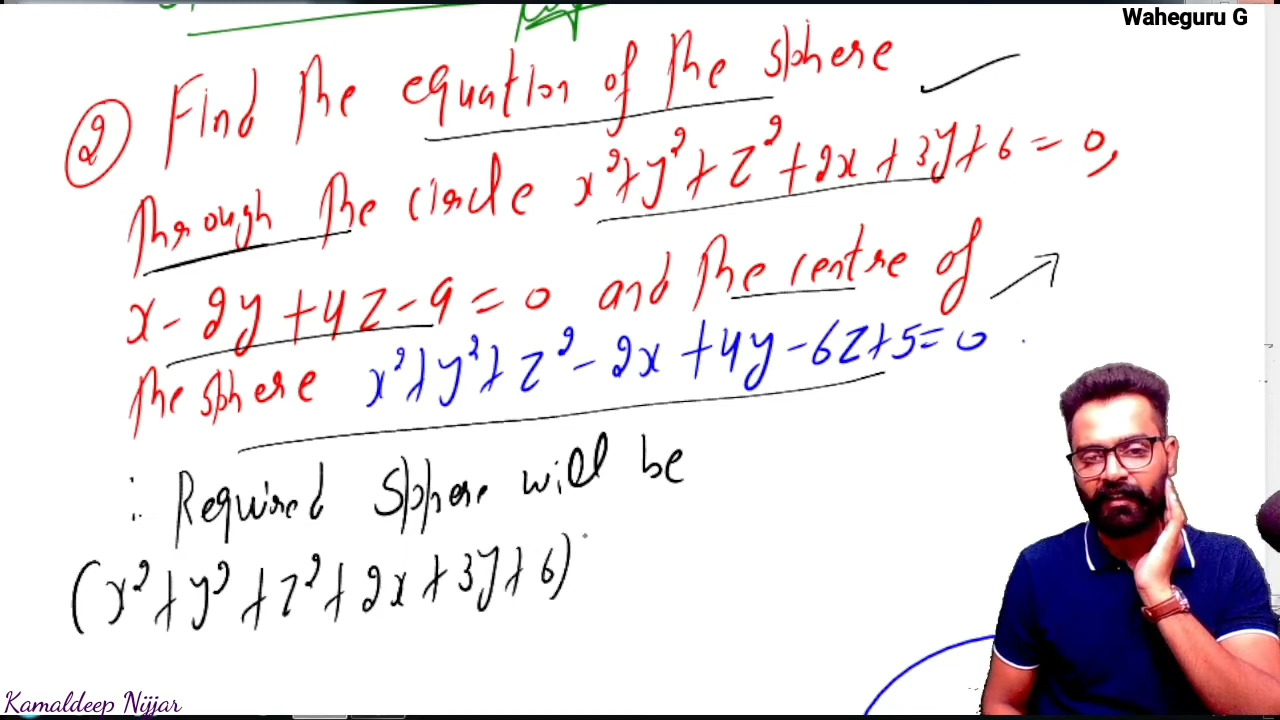 Waheguru G
② Find the equation of the sphere
through the circle x²+y²+z²+2x+3y+6=0,
x-2y+4z-9=0 and the centre of
the sphere x²+y²+z²-2x+4y-6z+5=0.
∴ Required Sphere will be
(x²+y²+z²+2x+3y+6)
Kamaldeep Nijjar